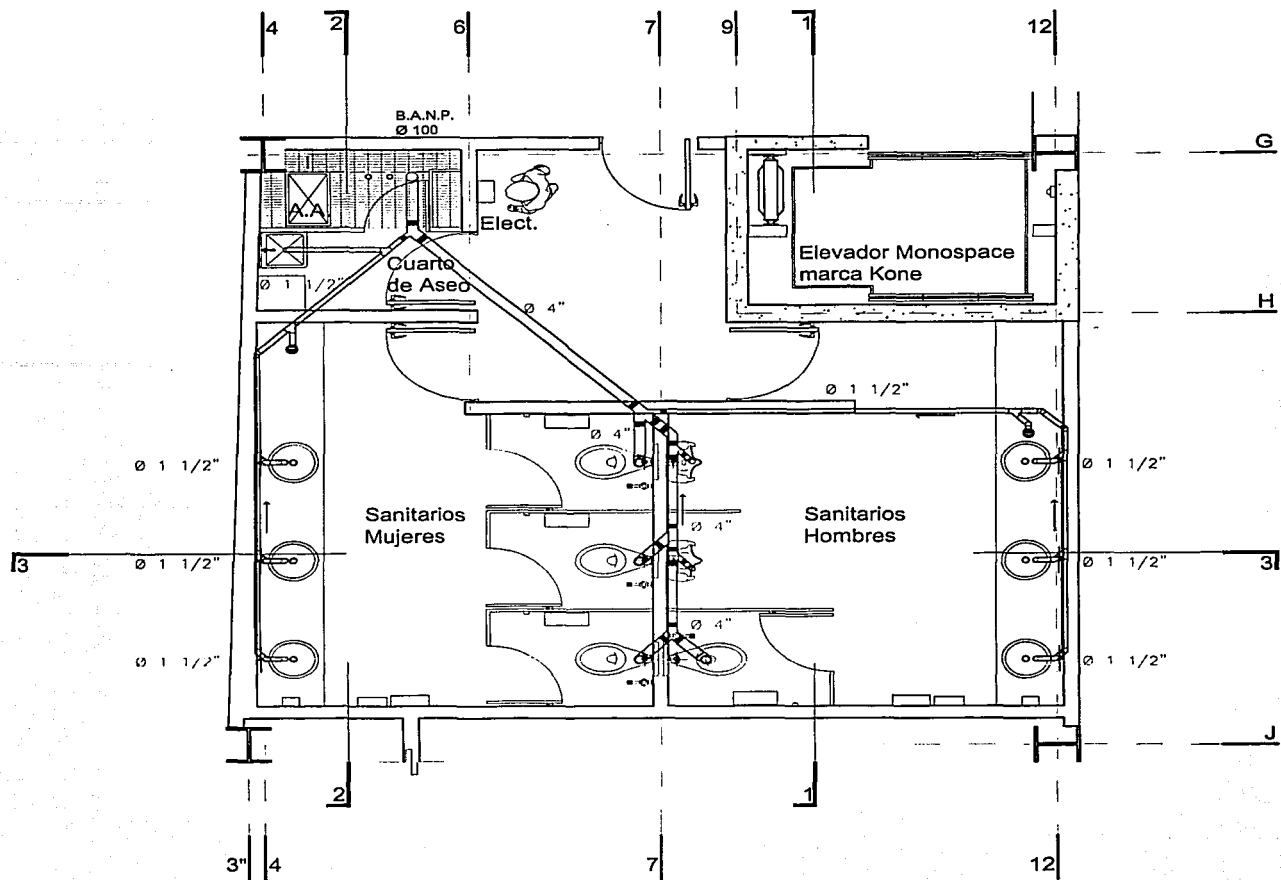 4
2
6
7
9
1
12
B.A.N.P.
Ø 100
G
A.A
Elect.
Elevador Monospace
marca Kone
Cuarto
de Aseo
Ø 1 1/2"
Ø 4"
H
Ø 1 1/2"
Ø 4"
Ø 1 1/2"
Ø 1 1/2"
Sanitarios
Mujeres
Ø 4"
Sanitarios
Hombres
3
3
Ø 1 1/2"
Ø 1 1/2"
Ø 4"
Ø 1 1/2"
Ø 1 1/2"
J
2
1
3"
4
7
12